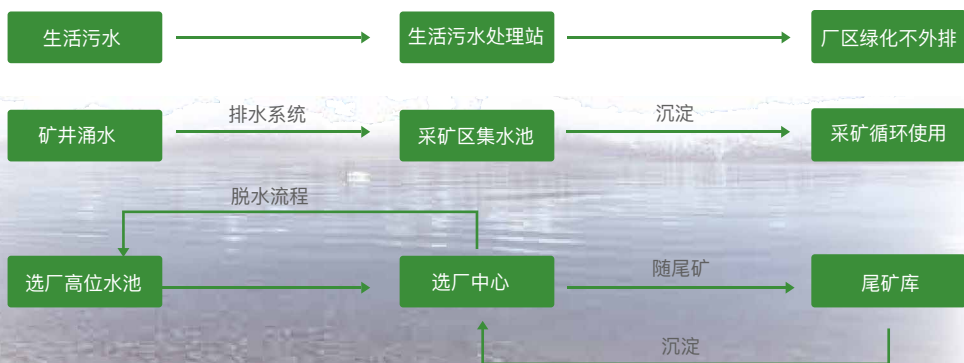 生活污水
生活污水处理站
厂区绿化不外排
矿井涌水
排水系统
采矿区集水池
沉淀
采矿循环使用
脱水流程
选厂高位水池
选厂中心
随尾矿
尾矿库
沉淀